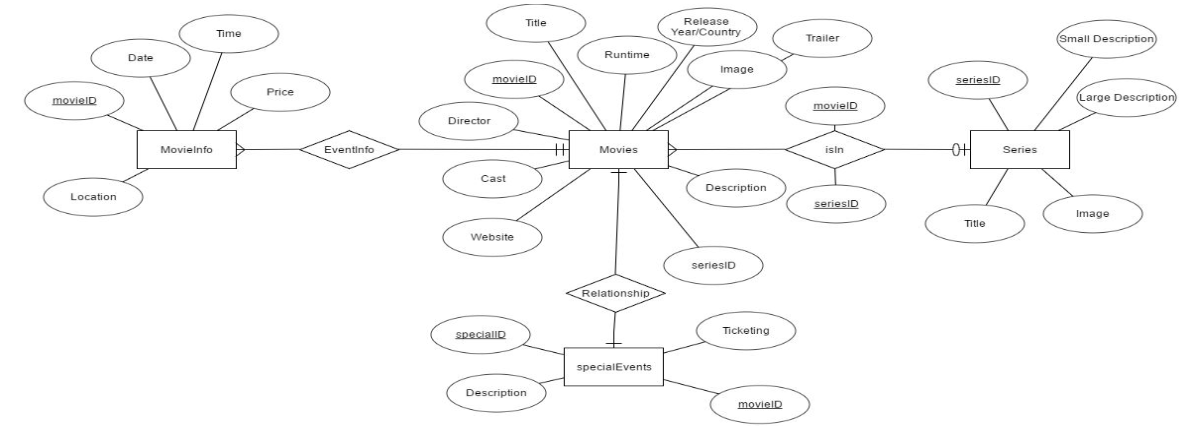 Title
Release
Year/Country
Time
Trailer
Small Description
Date
Runtime
Image
movieID
seriesID
Price
movieID
Large Description
movieID
Director
MovieInfo
EventInfo
Movies
isIn
Series
Cast
Description
Location
seriesID
Image
Title
Website
seriesID
Relationship
specialID
Ticketing
specialEvents
Description
movieID